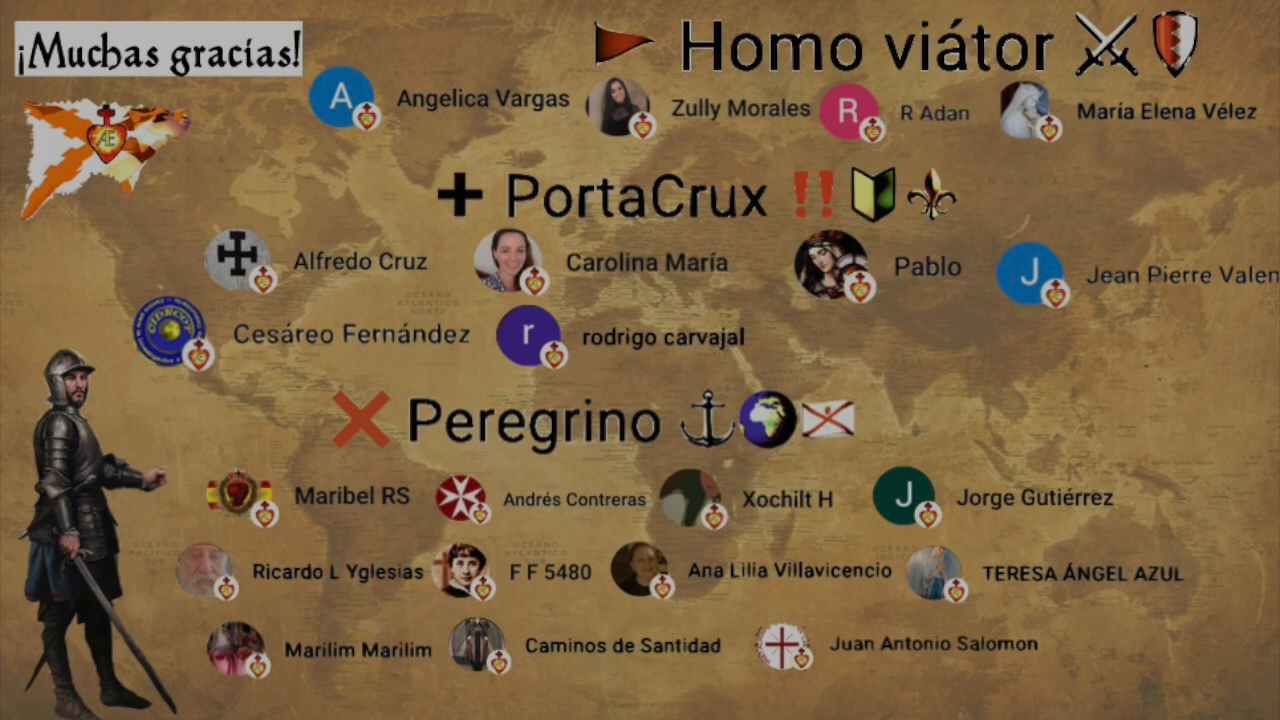 ¡Muchas gracias!
Homo viátor
A Angelica Vargas Zully Morales R R Adan María Elena Vélez
Æ
PortaCrux
Alfredo Cruz Carolina María Pablo J Jean Pierre Valen
Cesáreo Fernández r rodrigo carvajal
Peregrino
Maribel RS Andrés Contreras Xochilt H J Jorge Gutiérrez
Ricardo L Yglesias F F 5480 Ana Lilia Villavicencio TERESA ÁNGEL AZUL
Marilim Marilim Caminos de Santidad Juan Antonio Salomon